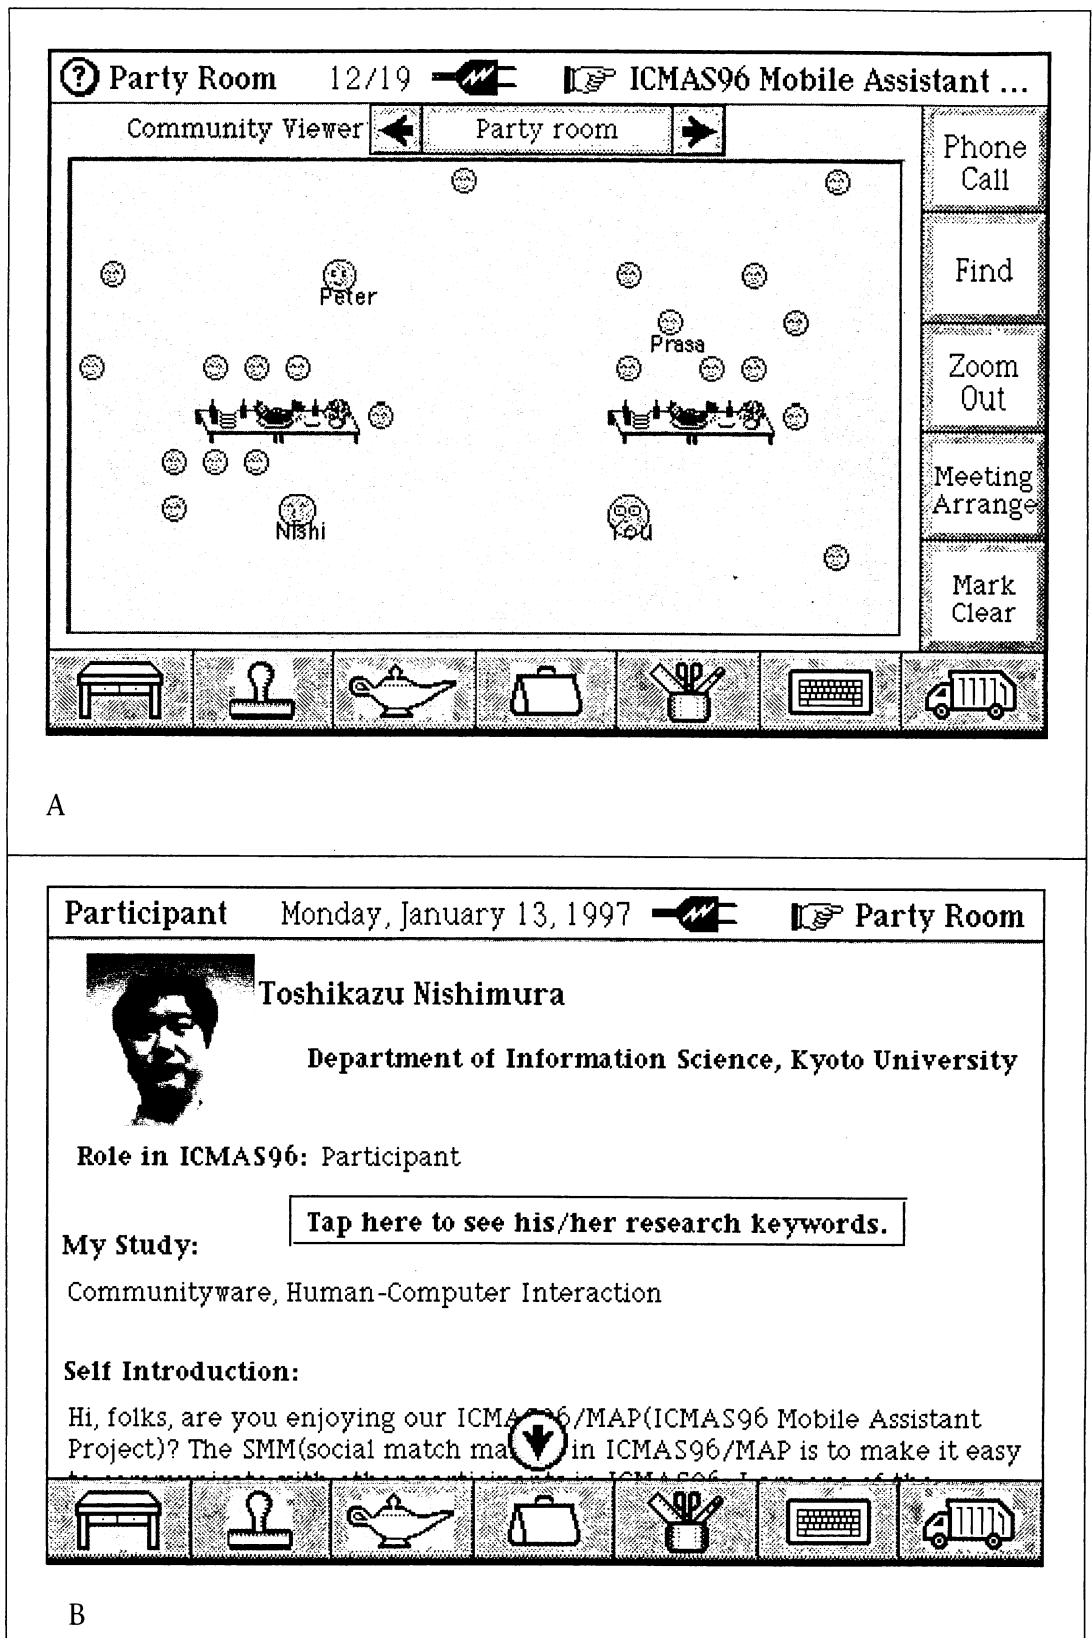 ? Party Room 12/19 ICMAS96 Mobile Assistant ...
Community Viewer Party room
Phone
Call
Find
Zoom
Out
Meeting
Arrange
Mark
Clear
Peter
Prasa
Nishi
You
A
Participant Monday, January 13, 1997 Party Room
Toshikazu Nishimura
Department of Information Science, Kyoto University
Role in ICMAS96: Participant
Tap here to see his/her research keywords.
My Study:
Communityware, Human-Computer Interaction
Self Introduction:
Hi, folks, are you enjoying our ICMAS96/MAP(ICMAS96 Mobile Assistant
Project)? The SMM(social match ma in ICMAS96/MAP is to make it easy
B